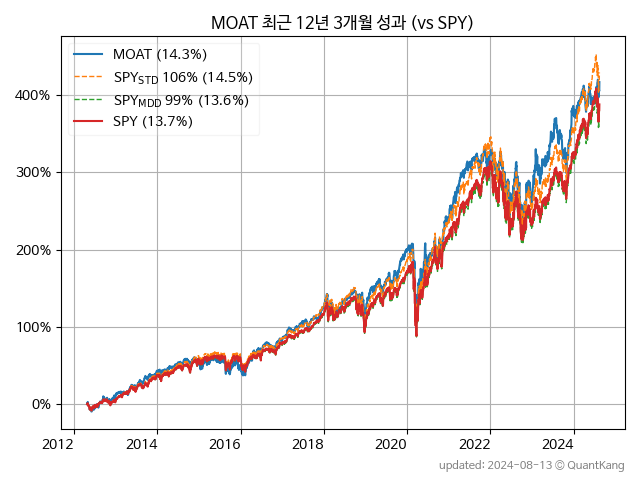 MOAT 최근 12년 3개월 성과 (vs SPY)
MOAT (14.3%)
SPY_STD 106% (14.5%)
SPY_MDD 99% (13.6%)
SPY (13.7%)
400%
300%
200%
100%
0%
2012 2014 2016 2018 2020 2022 2024
updated: 2024-08-13 © QuantKang